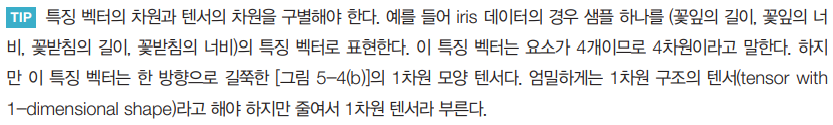 TIP 특징 벡터의 차원과 텐서의 차원을 구별해야 한다. 예를 들어 iris 데이터의 경우 샘플 하나를 (꽃잎의 길이, 꽃잎의 너
비, 꽃받침의 길이, 꽃받침의 너비)의 특징 벡터로 표현한다. 이 특징 벡터는 요소가 4개이므로 4차원이라고 말한다. 하지
만 이 특징 벡터는 한 방향으로 길쭉한 [그림 5-4(b)]의 1차원 모양 텐서다. 엄밀하게는 1차원 구조의 텐서(tensor with
1-dimensional shape)라고 해야 하지만 줄여서 1차원 텐서라 부른다.